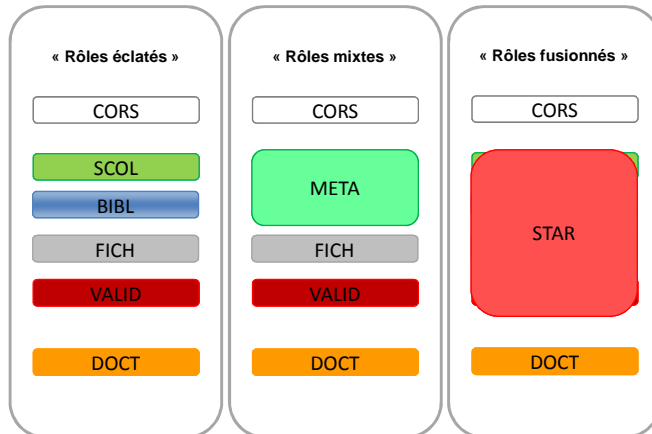 « Rôles éclatés »
CORS
SCOL
BIBL
FICH
VALID
DOCT
« Rôles mixtes »
CORS
META
FICH
VALID
DOCT
« Rôles fusionnés »
CORS
STAR
DOCT